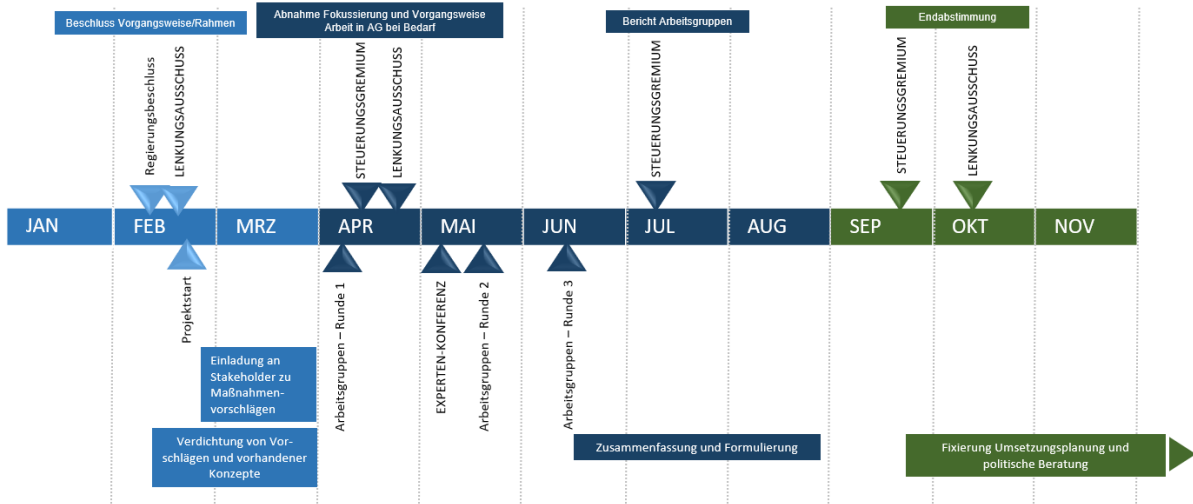 Beschluss Vorgangsweise/Rahmen
Abnahme Fokussierung und Vorgangsweise
Arbeit in AG bei Bedarf
Bericht Arbeitsgruppen
Endabstimmung
Regierungsbeschluss
LENKUNGSAUSSCHUSS
STEUERUNGSGREMIUM
LENKUNGSAUSSCHUSS
STEUERUNGSGREMIUM
STEUERUNGSGREMIUM
LENKUNGSAUSSCHUSS
JAN
FEB
MRZ
APR
MAI
JUN
JUL
AUG
SEP
OKT
NOV
Projektstart
Arbeitsgruppen – Runde 1
EXPERTEN-KONFERENZ
Arbeitsgruppen – Runde 2
Arbeitsgruppen – Runde 3
Einladung an
Stakeholder zu
Maßnahmen-
vorschlägen
Verdichtung von Vor-
schlägen und vorhandener
Konzepte
Zusammenfassung und Formulierung
Fixierung Umsetzungsplanung und
politische Beratung